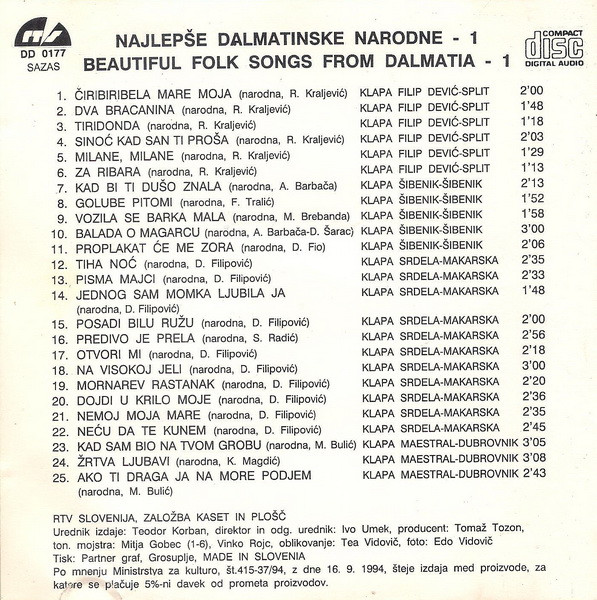 RTVS
DD 0177
SAZAS
NAJLEPŠE DALMATINSKE NARODNE - 1
BEAUTIFUL FOLK SONGS FROM DALMATIA - 1
COMPACT
disc
DIGITAL AUDIO
1. ČIRIBIRIBELA MARE MOJA (narodna, R. Kraljević) KLAPA FILIP DEVIĆ-SPLIT 2'00
2. DVA BRACANINA (narodna, R. Kraljević) KLAPA FILIP DEVIĆ-SPLIT 1'48
3. TIRIDONDA (narodna, R. Kraljević) KLAPA FILIP DEVIĆ-SPLIT 1'18
4. SINOĆ KAD SAN TI PROŠA (narodna, R. Kraljević) KLAPA FILIP DEVIĆ-SPLIT 2'03
5. MILANE, MILANE (narodna, R. Kraljević) KLAPA FILIP DEVIĆ-SPLIT 1'29
6. ZA RIBARA (narodna, R. Kraljević) KLAPA FILIP DEVIĆ-SPLIT 1'13
7. KAD BI TI DUŠO ZNALA (narodna, A. Barbača) KLAPA ŠIBENIK-ŠIBENIK 2'13
8. GOLUBE PITOMI (narodna, F. Tralić) KLAPA ŠIBENIK-ŠIBENIK 1'52
9. VOZILA SE BARKA MALA (narodna, M. Brebanda) KLAPA ŠIBENIK-ŠIBENIK 1'58
10. BALADA O MAGARCU (narodna, A. Barbača-D. Šarac) KLAPA ŠIBENIK-ŠIBENIK 3'00
11. PROPLAKAT ĆE ME ZORA (narodna, D. Fio) KLAPA ŠIBENIK-ŠIBENIK 2'06
12. TIHA NOĆ (narodna, D. Filipović) KLAPA SRDELA-MAKARSKA 2'35
13. PISMA MAJCI (narodna, D. Filipović) KLAPA SRDELA-MAKARSKA 2'33
14. JEDNOG SAM MOMKA LJUBILA JA KLAPA SRDELA-MAKARSKA 1'48
(narodna, D. Filipović)
15. POSADI BILU RUŽU (narodna, D. Filipović) KLAPA SRDELA-MAKARSKA 2'00
16. PREDIVO JE PRELA (narodna, S. Radić) KLAPA SRDELA-MAKARSKA 2'56
17. OTVORI MI (narodna, D. Filipović) KLAPA SRDELA-MAKARSKA 2'18
18. NA VISOKOJ JELI (narodna, D. Filipović) KLAPA SRDELA-MAKARSKA 3'00
19. MORNAREV RASTANAK (narodna, D. Filipović) KLAPA SRDELA-MAKARSKA 2'20
20. DOJDI U KRILO MOJE (narodna, D. Filipović) KLAPA SRDELA-MAKARSKA 2'36
21. NEMOJ MOJA MARE (narodna, D. Filipović) KLAPA SRDELA-MAKARSKA 2'35
22. NEĆU DA TE KUNEM (narodna, D. Filipović) KLAPA SRDELA-MAKARSKA 2'45
23. KAD SAM BIO NA TVOM GROBU (narodna, M. Bulić) KLAPA MAESTRAL-DUBROVNIK 3'05
24. ŽRTVA LJUBAVI (narodna, K. Magdić) KLAPA MAESTRAL-DUBROVNIK 3'08
25. AKO TI DRAGA JA NA MORE PODJEM KLAPA MAESTRAL-DUBROVNIK 2'43
(narodna, M. Bulić)
RTV SLOVENIJA, ZALOŽBA KASET IN PLOŠČ
Urednik izdaje: Teodor Korban, direktor in odg. urednik: Ivo Umek, producent: Tomaž Tozon,
ton. mojstra: Mitja Gobec (1-6), Vinko Rojc, oblikovanje: Tea Vidovič, foto: Edo Vidovič
Tisk: Partner graf, Grosuplje, MADE IN SLOVENIA
Po mnenju Ministrstva za kulturo, št.415-37/94, z dne 16. 9. 1994, šteje izdaja med proizvode, za
katere se plačuje 5%-ni davek od prometa proizvodov.